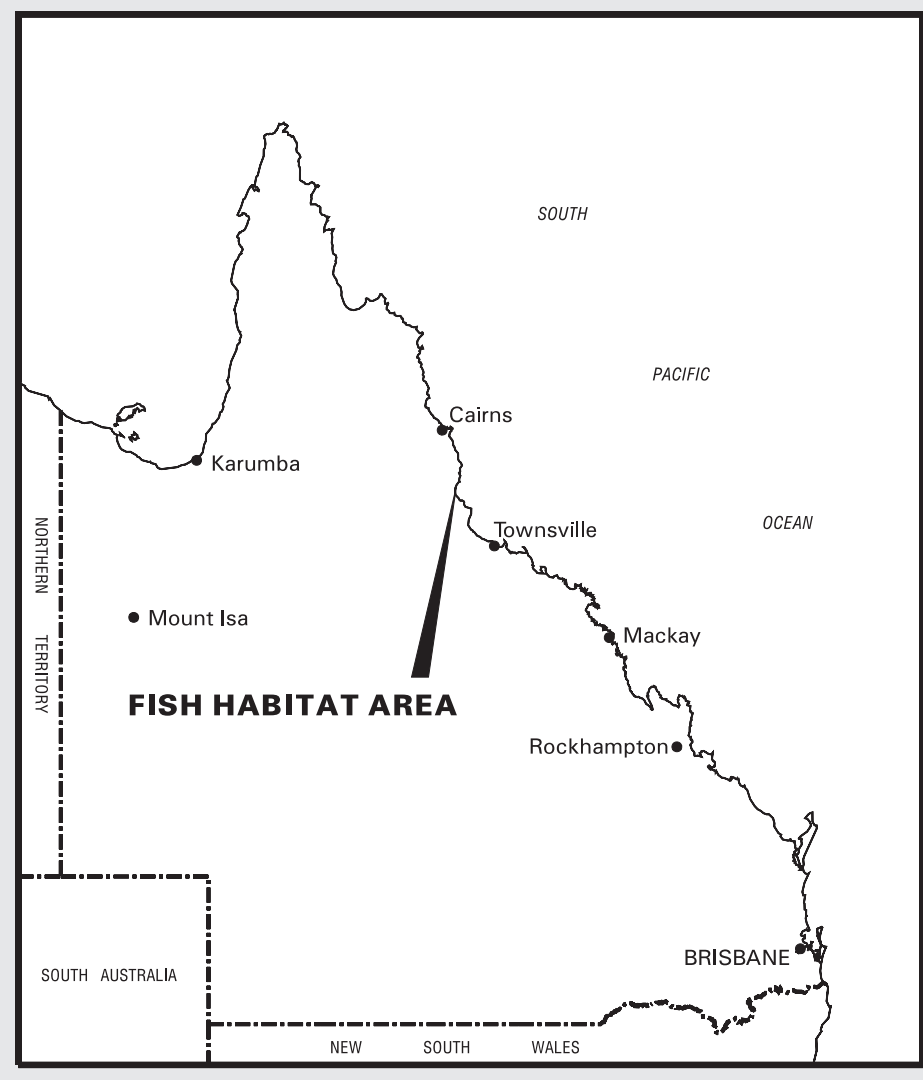 SOUTH
PACIFIC
Cairns
Karumba
OCEAN
Townsville
NORTHERN TERRITORY
Mount Isa
Mackay
FISH HABITAT AREA
Rockhampton
BRISBANE
SOUTH AUSTRALIA
NEW SOUTH WALES